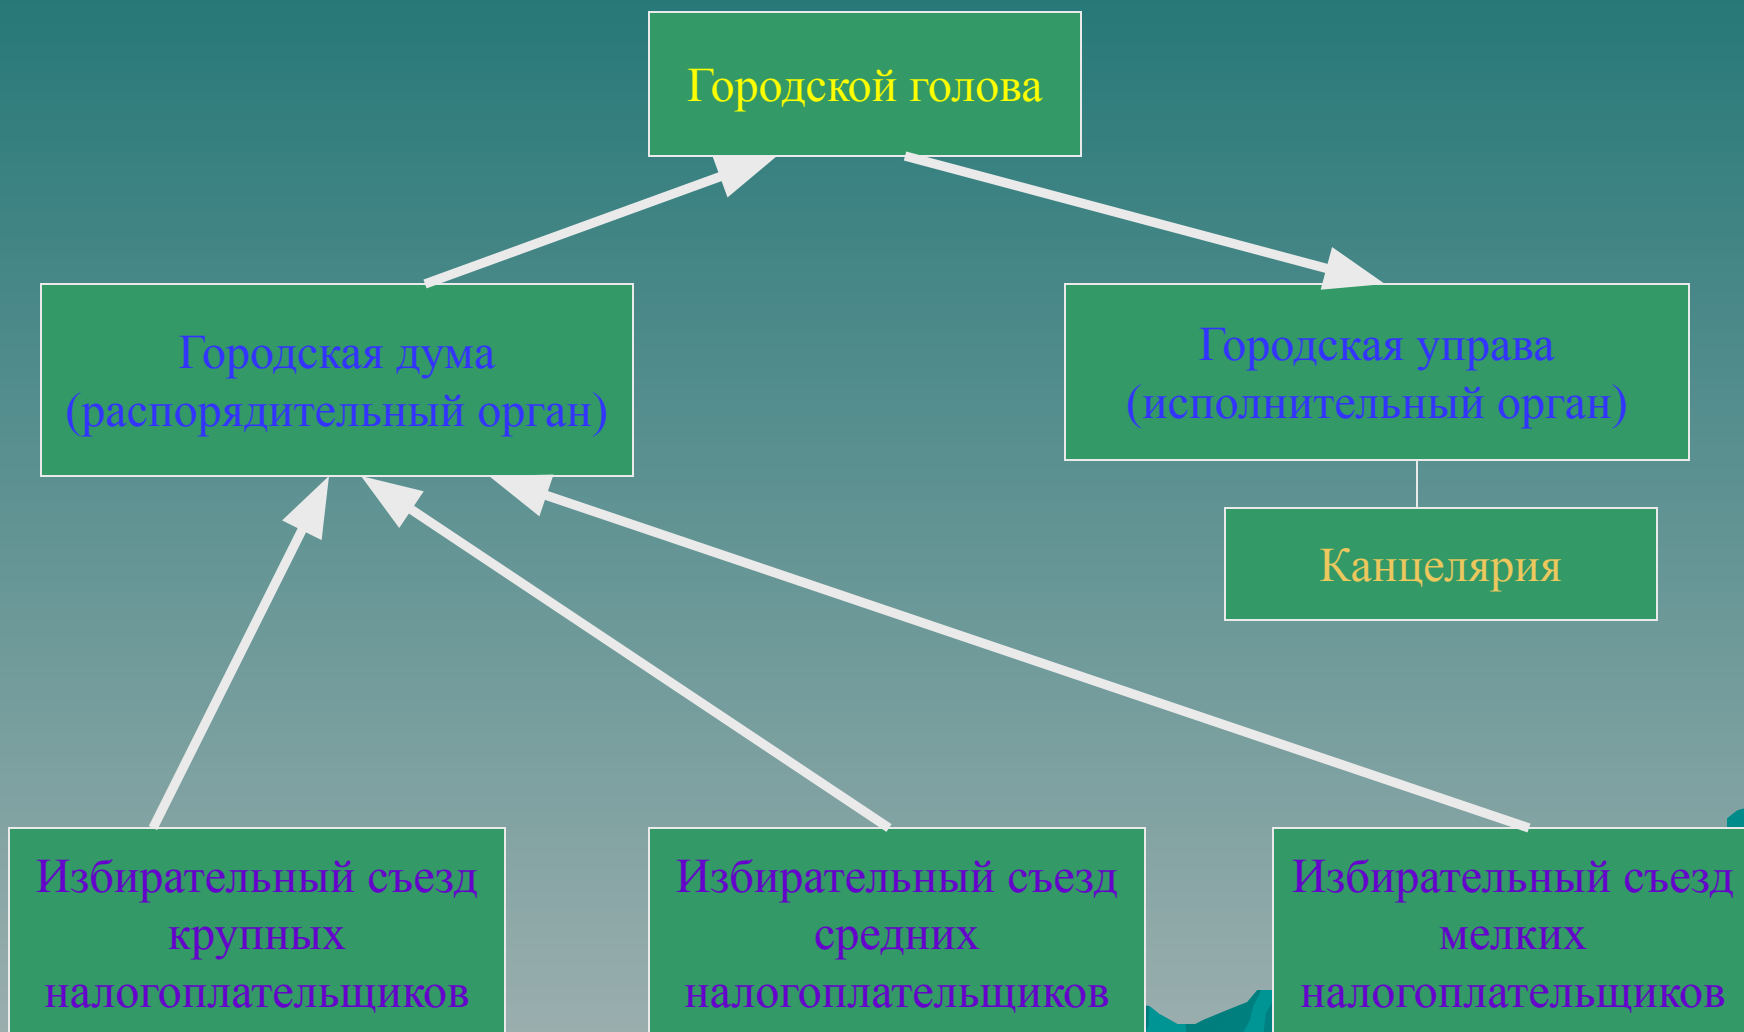 Городской голова
Городская дума
(распорядительный орган)
Городская управа
(исполнительный орган)
Канцелярия
Избирательный съезд
крупных
налогоплательщиков
Избирательный съезд
средних
налогоплательщиков
Избирательный съезд
мелких
налогоплательщиков